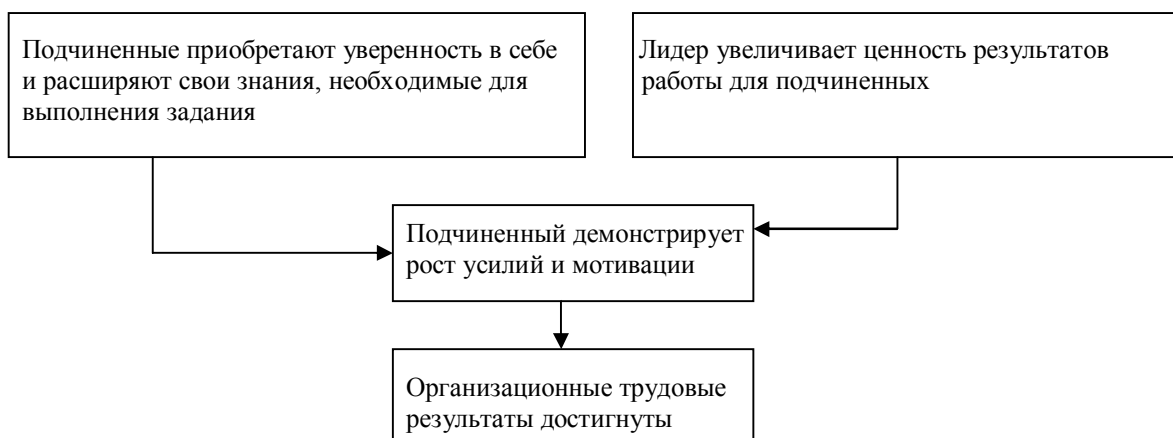 Подчиненные приобретают уверенность в себе
и расширяют свои знания, необходимые для
выполнения задания
Лидер увеличивает ценность результатов
работы для подчиненных
Подчиненный демонстрирует
рост усилий и мотивации
Организационные трудовые
результаты достигнуты